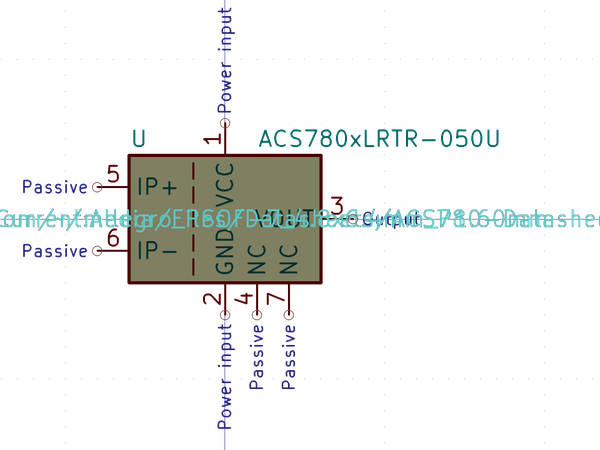 Power input
1
U
ACS780xLRTR-050U
Passive
5
IP+
VCC
3
Output
Passive
6
IP-
GND
NC
NC
2
4
7
Power input
Passive
Passive